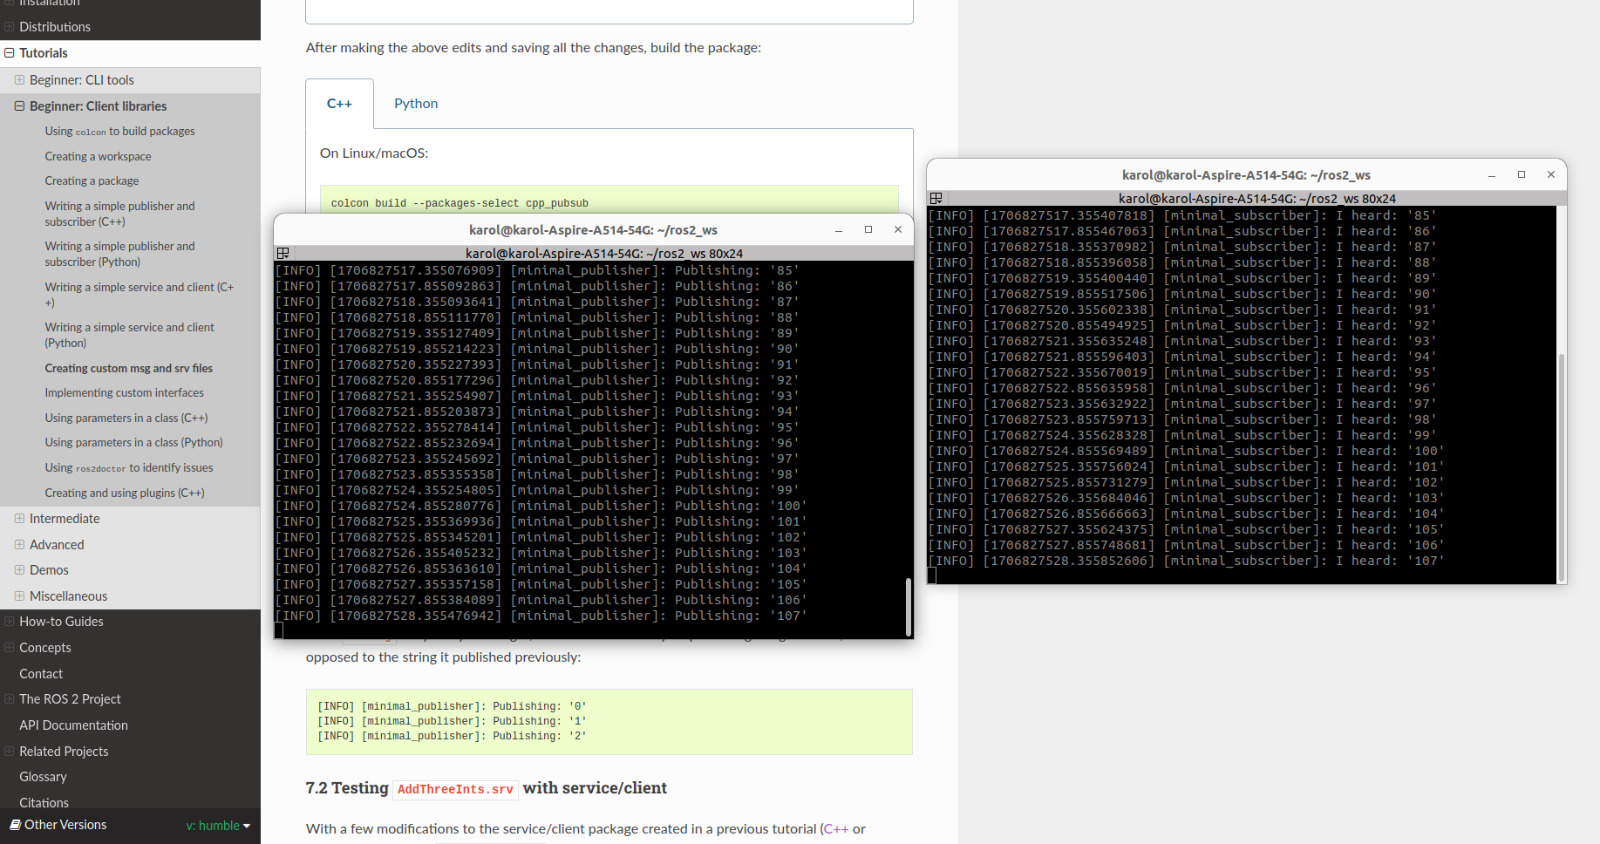 Installation
Distributions
Tutorials
Beginner: CLI tools
Beginner: Client libraries
Using colcon to build packages
Creating a workspace
Creating a package
Writing a simple publisher and
subscriber (C++)
Writing a simple publisher and
subscriber (Python)
Writing a simple service and client (C+
+)
Writing a simple service and client
(Python)
Creating custom msg and srv files
Implementing custom interfaces
Using parameters in a class (C++)
Using parameters in a class (Python)
Using ros2doctor to identify issues
Creating and using plugins (C++)
Intermediate
Advanced
Demos
Miscellaneous
How-to Guides
Concepts
Contact
The ROS 2 Project
API Documentation
Related Projects
Glossary
Citations
Other Versions
v: humble
After making the above edits and saving all the changes, build the package:
C++
Python
On Linux/macOS:
colcon build --packages-select cpp_pubsub
karol@karol-Aspire-A514-54G: ~/ros2_ws
karol@karol-Aspire-A514-54G: ~/ros2_ws 80x24
[INFO] [1706827517.355076909] [minimal_publisher]: Publishing: '85'
[INFO] [1706827517.855092863] [minimal_publisher]: Publishing: '86'
[INFO] [1706827518.355093641] [minimal_publisher]: Publishing: '87'
[INFO] [1706827518.855111770] [minimal_publisher]: Publishing: '88'
[INFO] [1706827519.355127409] [minimal_publisher]: Publishing: '89'
[INFO] [1706827519.855214223] [minimal_publisher]: Publishing: '90'
[INFO] [1706827520.355227393] [minimal_publisher]: Publishing: '91'
[INFO] [1706827520.855177296] [minimal_publisher]: Publishing: '92'
[INFO] [1706827521.355254907] [minimal_publisher]: Publishing: '93'
[INFO] [1706827521.855203873] [minimal_publisher]: Publishing: '94'
[INFO] [1706827522.355278414] [minimal_publisher]: Publishing: '95'
[INFO] [1706827522.855232694] [minimal_publisher]: Publishing: '96'
[INFO] [1706827523.355245692] [minimal_publisher]: Publishing: '97'
[INFO] [1706827523.855355358] [minimal_publisher]: Publishing: '98'
[INFO] [1706827524.355254805] [minimal_publisher]: Publishing: '99'
[INFO] [1706827524.855280776] [minimal_publisher]: Publishing: '100'
[INFO] [1706827525.355369936] [minimal_publisher]: Publishing: '101'
[INFO] [1706827525.855345201] [minimal_publisher]: Publishing: '102'
[INFO] [1706827526.355405232] [minimal_publisher]: Publishing: '103'
[INFO] [1706827526.855363610] [minimal_publisher]: Publishing: '104'
[INFO] [1706827527.355357158] [minimal_publisher]: Publishing: '105'
[INFO] [1706827527.855384089] [minimal_publisher]: Publishing: '106'
[INFO] [1706827528.355476942] [minimal_publisher]: Publishing: '107'
opposed to the string it published previously:
[INFO] [minimal_publisher]: Publishing: '0'
[INFO] [minimal_publisher]: Publishing: '1'
[INFO] [minimal_publisher]: Publishing: '2'
7.2 Testing AddThreeInts.srv with service/client
With a few modifications to the service/client package created in a previous tutorial (C++ or
karol@karol-Aspire-A514-54G: ~/ros2_ws
karol@karol-Aspire-A514-54G: ~/ros2_ws 80x24
[INFO] [1706827517.355407818] [minimal_subscriber]: I heard: '85'
[INFO] [1706827517.855467063] [minimal_subscriber]: I heard: '86'
[INFO] [1706827518.355370982] [minimal_subscriber]: I heard: '87'
[INFO] [1706827518.855396058] [minimal_subscriber]: I heard: '88'
[INFO] [1706827519.355400440] [minimal_subscriber]: I heard: '89'
[INFO] [1706827519.855517506] [minimal_subscriber]: I heard: '90'
[INFO] [1706827520.355602338] [minimal_subscriber]: I heard: '91'
[INFO] [1706827520.855494925] [minimal_subscriber]: I heard: '92'
[INFO] [1706827521.355635248] [minimal_subscriber]: I heard: '93'
[INFO] [1706827521.855596403] [minimal_subscriber]: I heard: '94'
[INFO] [1706827522.355670019] [minimal_subscriber]: I heard: '95'
[INFO] [1706827522.855635958] [minimal_subscriber]: I heard: '96'
[INFO] [1706827523.355632922] [minimal_subscriber]: I heard: '97'
[INFO] [1706827523.855759713] [minimal_subscriber]: I heard: '98'
[INFO] [1706827524.355628328] [minimal_subscriber]: I heard: '99'
[INFO] [1706827524.855569489] [minimal_subscriber]: I heard: '100'
[INFO] [1706827525.355756024] [minimal_subscriber]: I heard: '101'
[INFO] [1706827525.855731279] [minimal_subscriber]: I heard: '102'
[INFO] [1706827526.355684046] [minimal_subscriber]: I heard: '103'
[INFO] [1706827526.855666663] [minimal_subscriber]: I heard: '104'
[INFO] [1706827527.355624375] [minimal_subscriber]: I heard: '105'
[INFO] [1706827527.855748681] [minimal_subscriber]: I heard: '106'
[INFO] [1706827528.355852606] [minimal_subscriber]: I heard: '107'